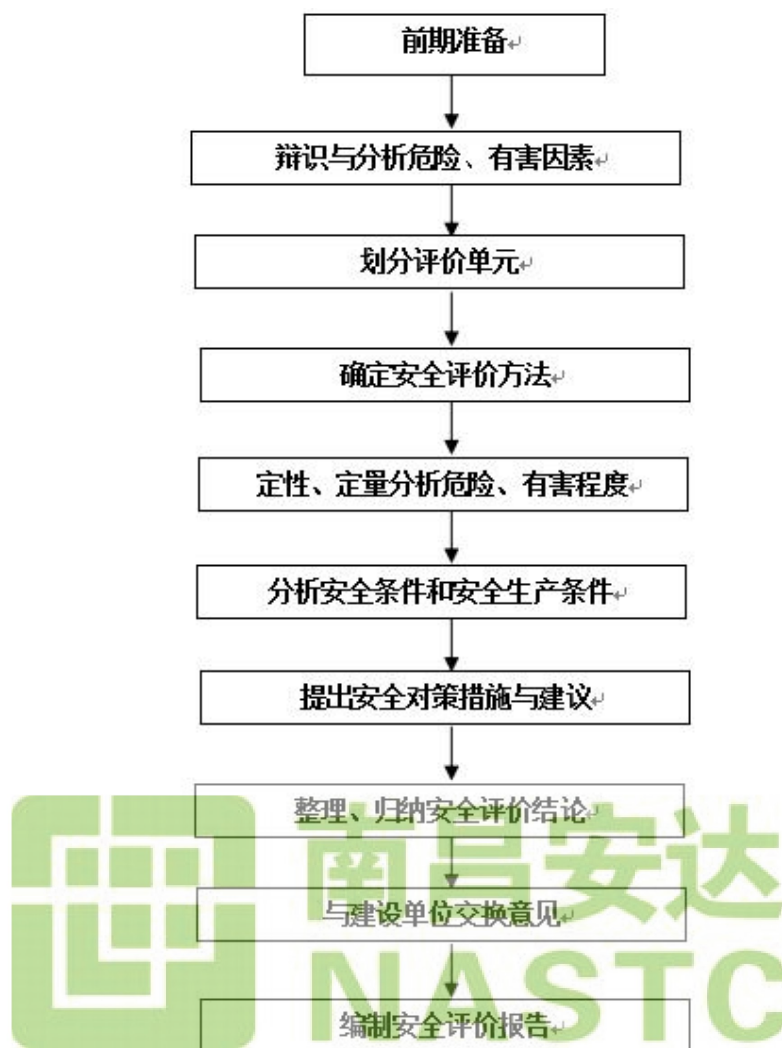 前期准备
辩识与分析危险、有害因素
划分评价单元
确定安全评价方法
定性、定量分析危险、有害程度
分析安全条件和安全生产条件
提出安全对策措施与建议
整理、归纳安全评价结论
与建设单位交换意见
编制安全评价报告
南昌安达
NASTC